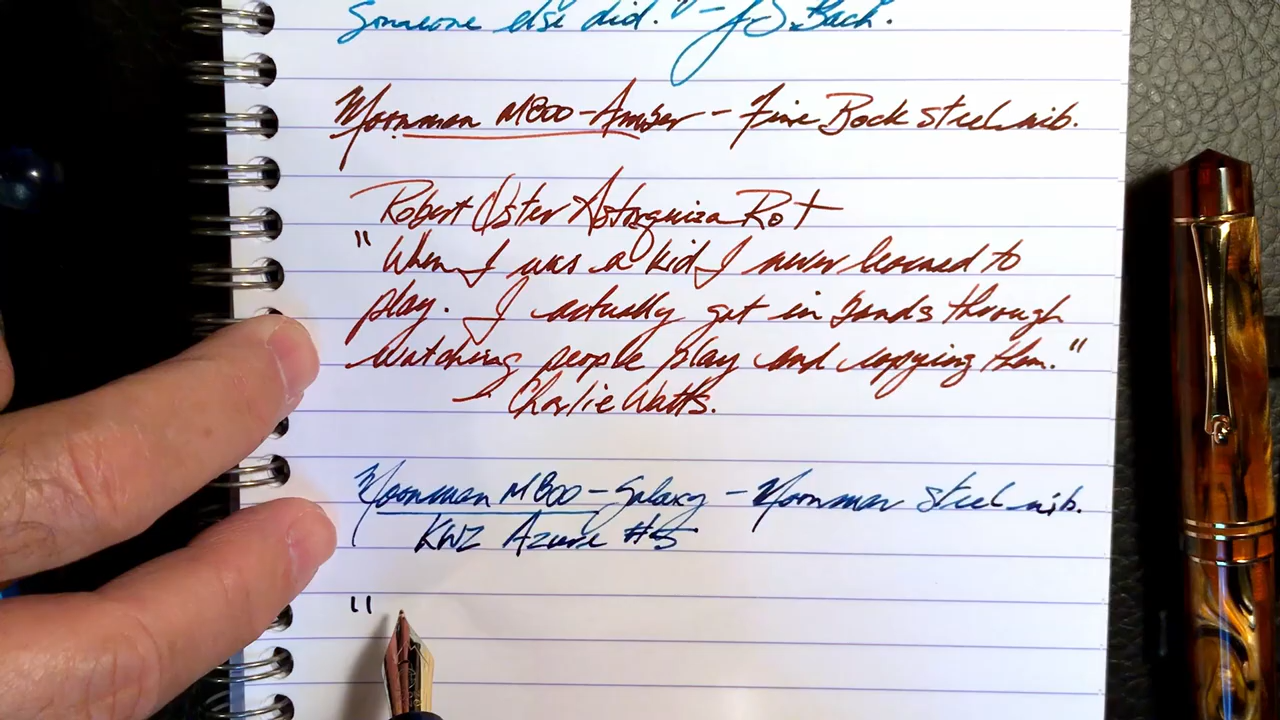 someone else did." - J S Bach.
Moonman M800 - Amber - Fine Bock steel nib.
Robert Oster Astorquiza Rot
"When I was a kid I never learned to
play. I actually got in bands through
watching people play and copying them."
- Charlie Watts.
Moonman M800 - Galaxy - Moonman steel nib.
KWZ Azure #5
"